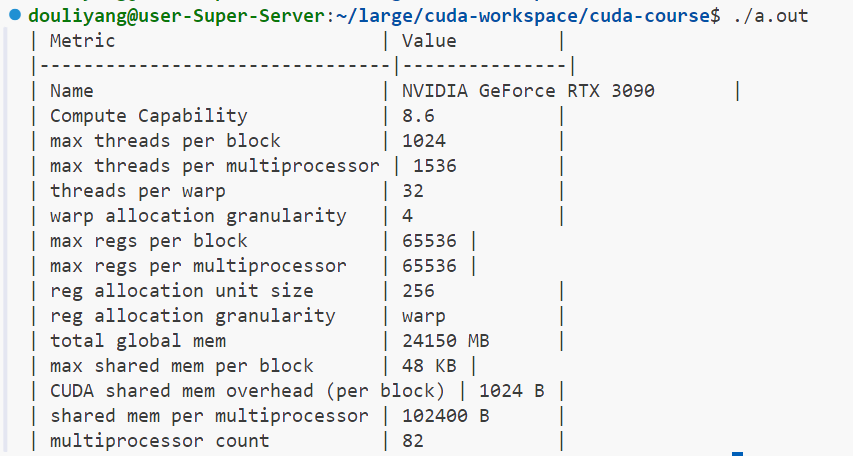 douliyang@user-Super-Server:~/large/cuda-workspace/cuda-course$ ./a.out
| Metric                         | Value         |
|--------------------------------|---------------|
| Name                           | NVIDIA GeForce RTX 3090       |
| Compute Capability             | 8.6           |
| max threads per block          | 1024          |
| max threads per multiprocessor | 1536         |
| threads per warp               | 32            |
| warp allocation granularity    | 4             |
| max regs per block             | 65536 |
| max regs per multiprocessor    | 65536 |
| reg allocation unit size       | 256           |
| reg allocation granularity     | warp          |
| total global mem               | 24150 MB      |
| max shared mem per block       | 48 KB |
| CUDA shared mem overhead (per block) | 1024 B |
| shared mem per multiprocessor | 102400 B      |
| multiprocessor count           | 82            |